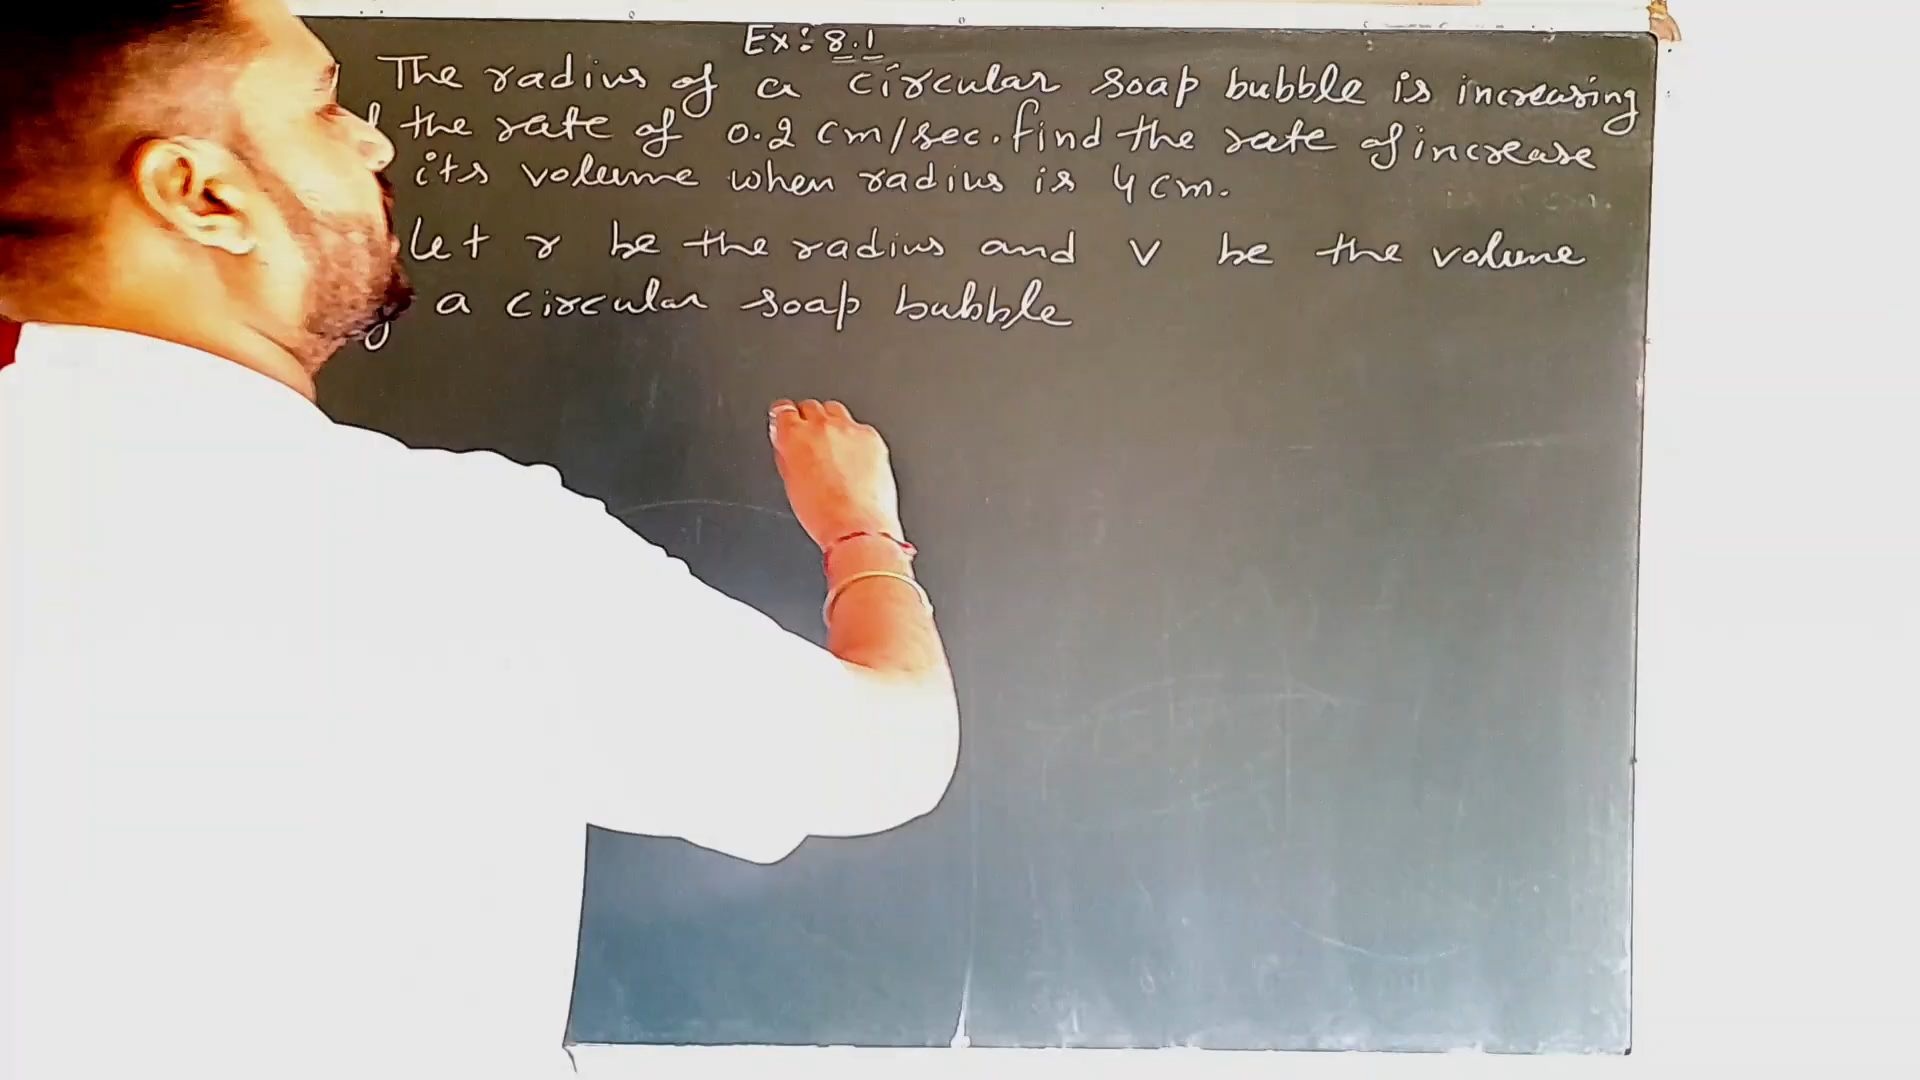 Ex: 8.1
The radius of a circular soap bubble is increasing
the rate of 0.2 cm/sec. find the rate of increase
its volume when radius is 4 cm.
Let r be the radius and v be the volume
a circular soap bubble